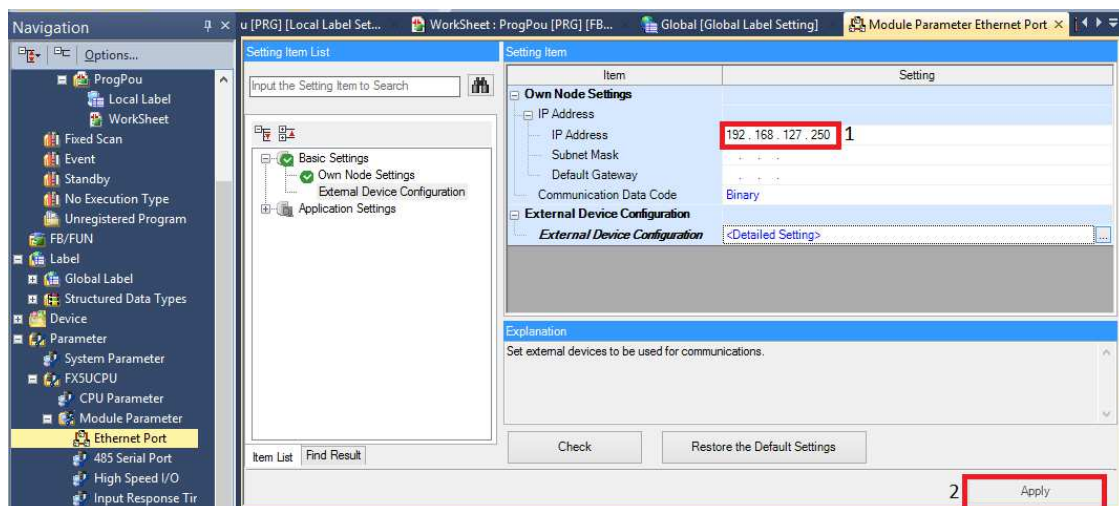 Navigation
Options...
ProgPou
Local Label
WorkSheet
Fixed Scan
Event
Standby
No Execution Type
Unregistered Program
FB/FUN
Label
Global Label
Structured Data Types
Device
Parameter
System Parameter
FX5UCPU
CPU Parameter
Module Parameter
Ethernet Port
485 Serial Port
High Speed I/O
Input Response Tir
u [PRG] [Local Label Set...
WorkSheet : ProgPou [PRG] [FB...
Global [Global Label Setting]
Module Parameter Ethernet Port
Setting Item List
Input the Setting Item to Search
Basic Settings
Own Node Settings
External Device Configuration
Application Settings
Item List Find Result
Setting Item
Item Setting
Own Node Settings
IP Address
IP Address 192 . 168 . 127 . 250 1
Subnet Mask . . .
Default Gateway . . .
Communication Data Code Binary
External Device Configuration
External Device Configuration <Detailed Setting> ...
Explanation
Set external devices to be used for communications.
Check Restore the Default Settings
2 Apply